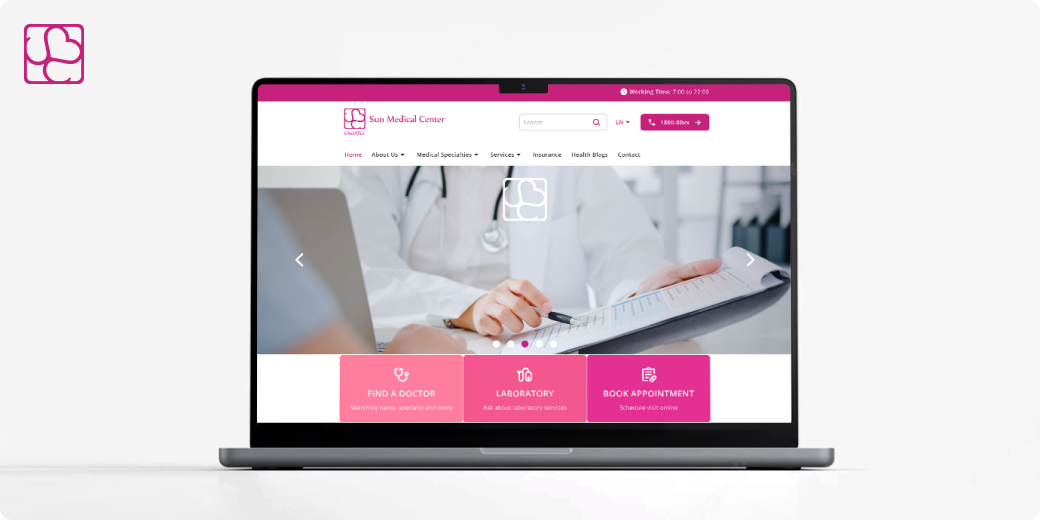 Working Time: 7:00 to 22:00
Sun Medical Center
Search
EN
1800-80xx
Home
About Us
Medical Specialties
Services
Insurance
Health Blogs
Contact
FIND A DOCTOR
Search by name, specialty and more
LABORATORY
Ask about laboratory services
BOOK APPOINTMENT
Schedule visit online